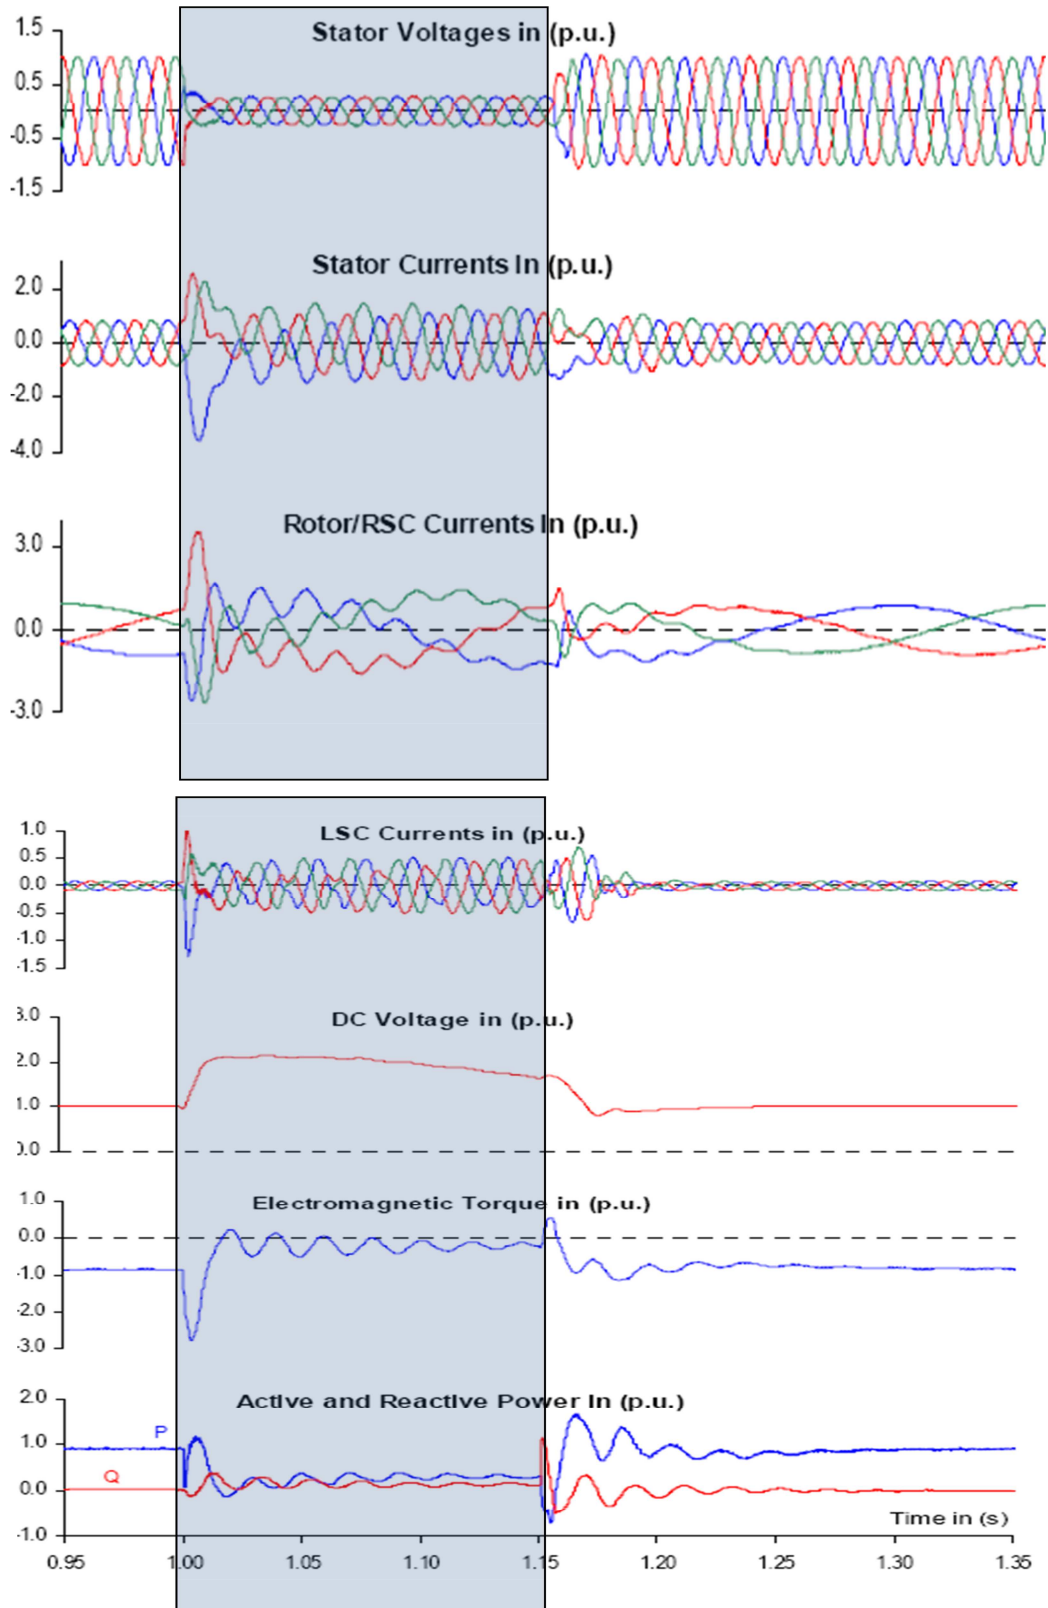 Stator Voltages in (p.u.)
1.5
0.5
-0.5
-1.5
Stator Currents In (p.u.)
2.0
0.0
-2.0
-4.0
Rotor/RSC Currents In (p.u.)
3.0
0.0
-3.0
LSC Currents in (p.u.)
1.0
0.5
0.0
-0.5
-1.0
-1.5
DC Voltage in (p.u.)
3.0
2.0
1.0
0.0
Electromagnetic Torque in (p.u.)
1.0
0.0
-1.0
-2.0
-3.0
Active and Reactive Power In (p.u.)
2.0
P
1.0
Q
0.0
Time in (s)
-1.0
0.95 1.00 1.05 1.10 1.15 1.20 1.25 1.30 1.35